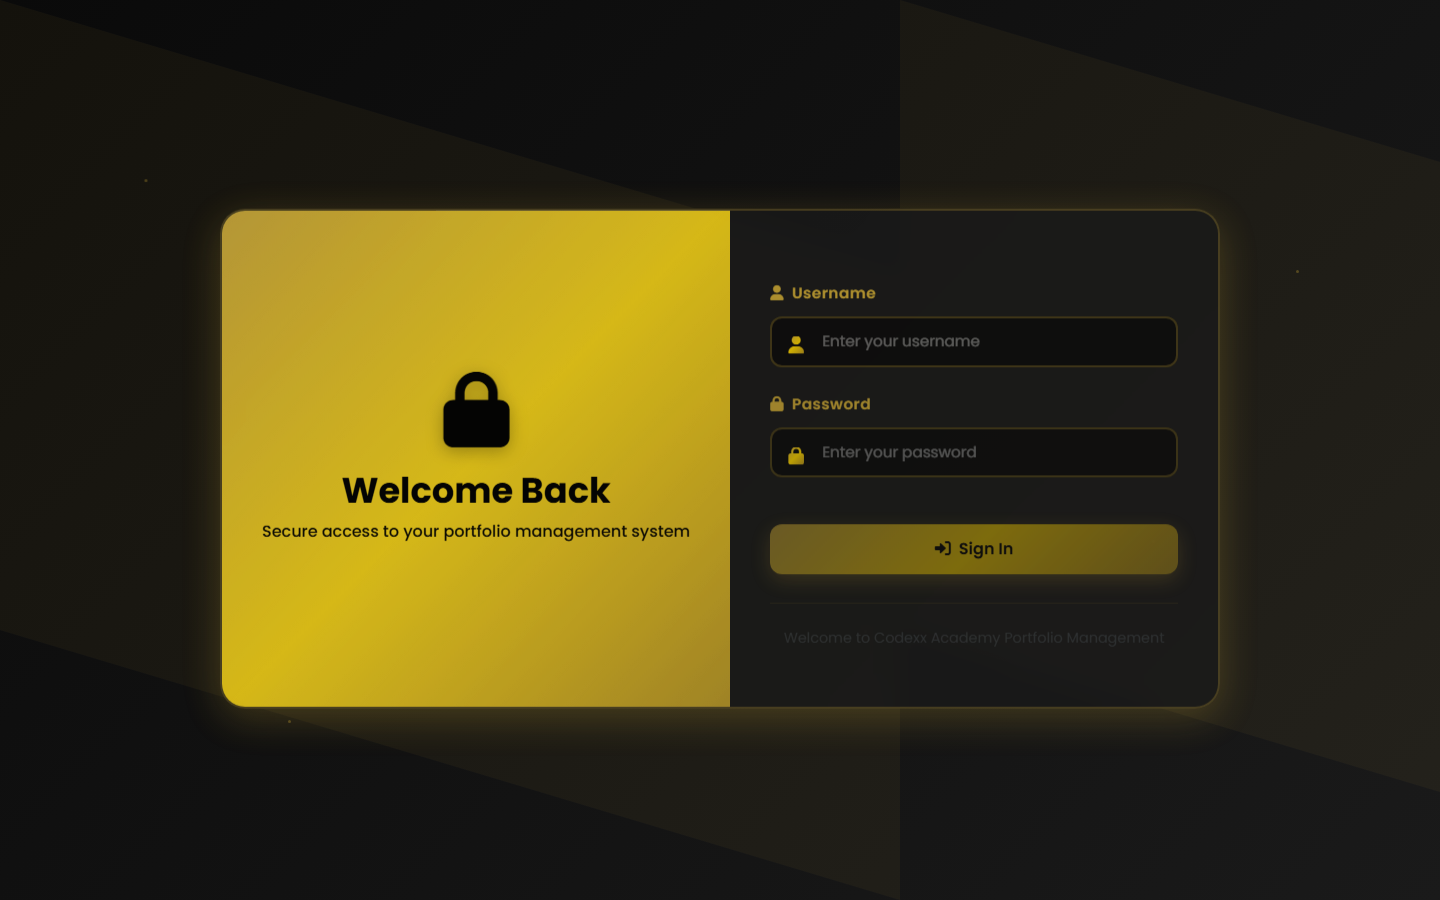 Welcome Back
Secure access to your portfolio management system
Username
Enter your username
Password
Enter your password
Sign In
Welcome to Codexx Academy Portfolio Management